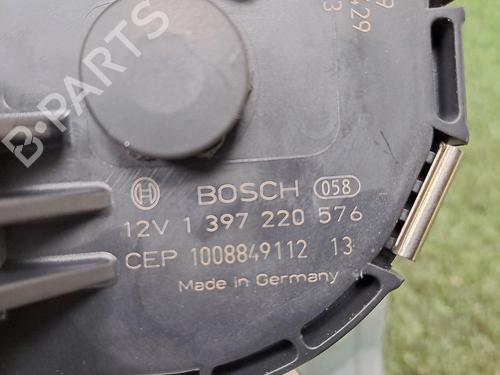 B-PARTS
BOSCH 058
12V 1 397 220 576
CEP 1008849112 13
Made in Germany